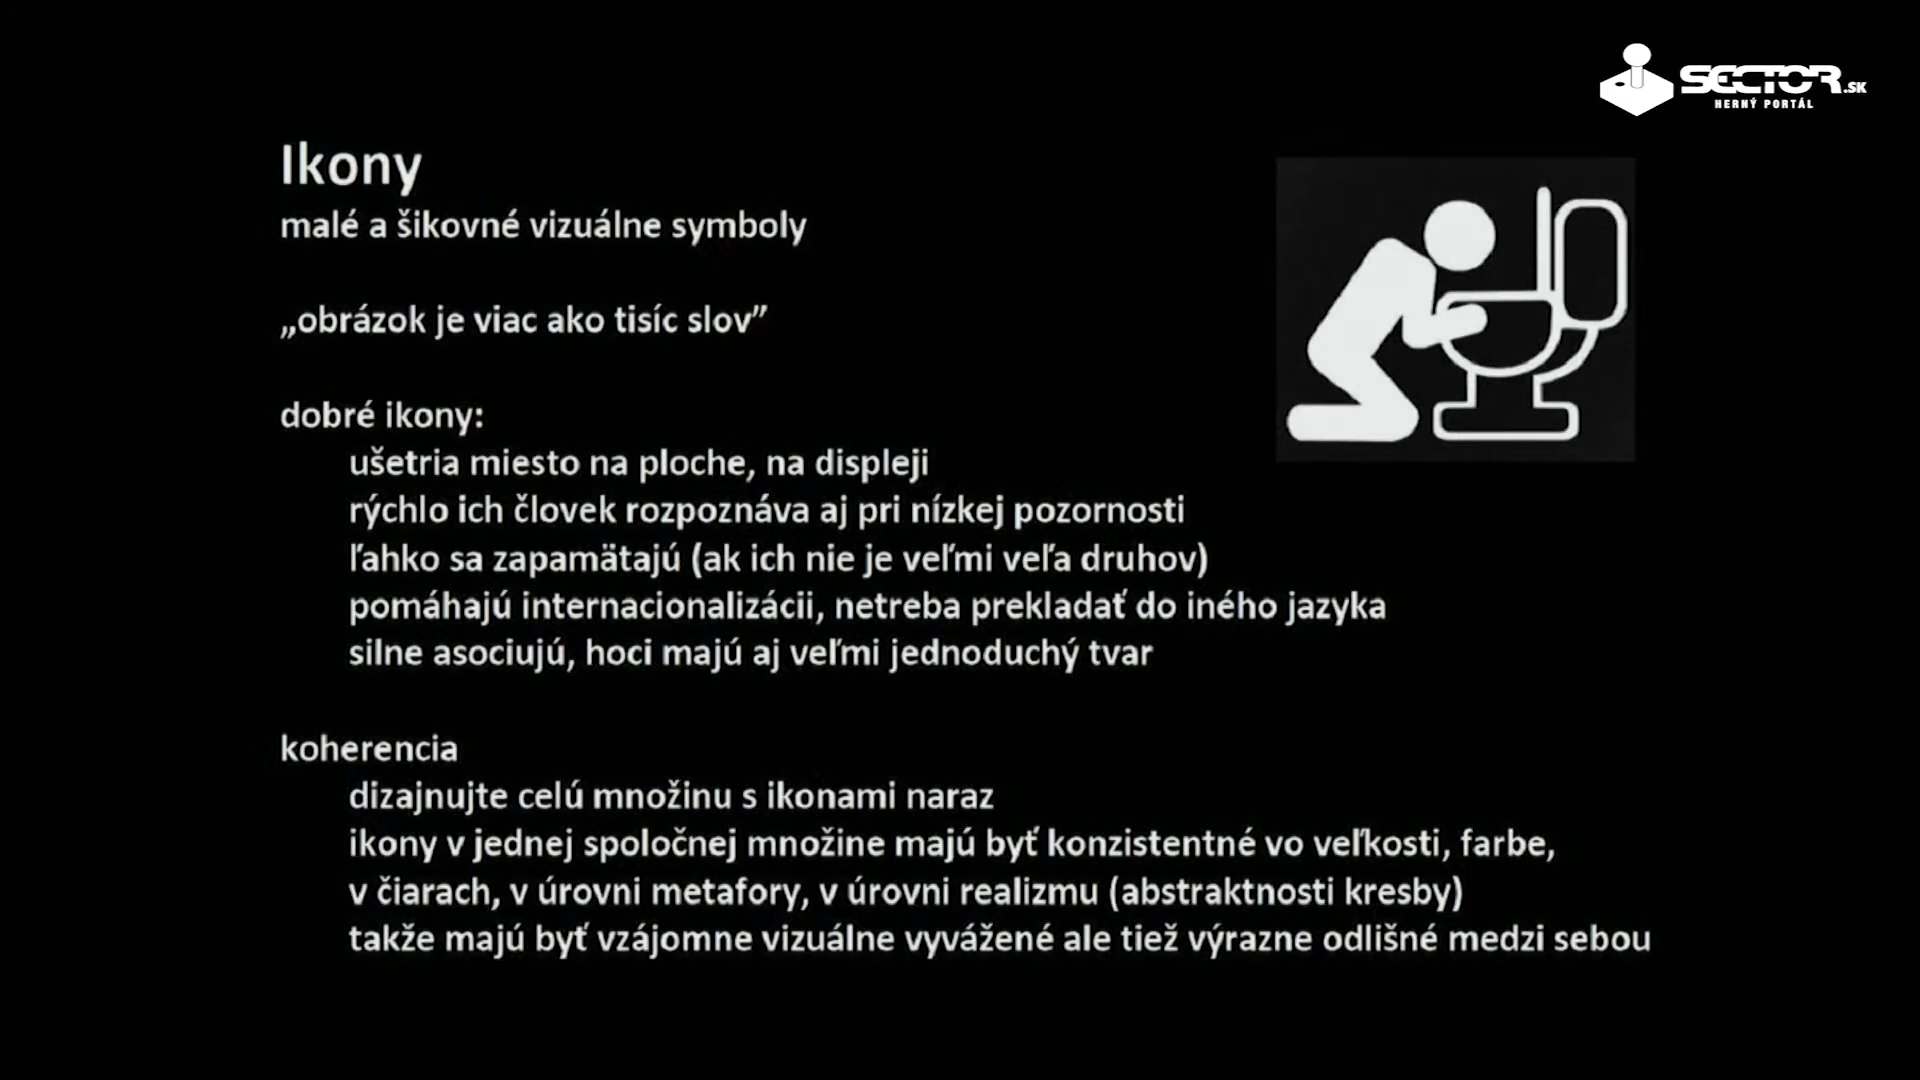 SECTOR.SK
HERNÝ PORTÁL
Ikony
malé a šikovné vizuálne symboly
„obrázok je viac ako tisíc slov”
dobré ikony:
ušetria miesto na ploche, na displeji
rýchlo ich človek rozpoznáva aj pri nízkej pozornosti
ľahko sa zapamätajú (ak ich nie je veľmi veľa druhov)
pomáhajú internacionalizácii, netreba prekladať do iného jazyka
silne asociujú, hoci majú aj veľmi jednoduchý tvar
koherencia
dizajnujte celú množinu s ikonami naraz
ikony v jednej spoločnej množine majú byť konzistentné vo veľkosti, farbe,
v čiarach, v úrovni metafory, v úrovni realizmu (abstraktnosti kresby)
takže majú byť vzájomne vizuálne vyvážené ale tiež výrazne odlišné medzi sebou